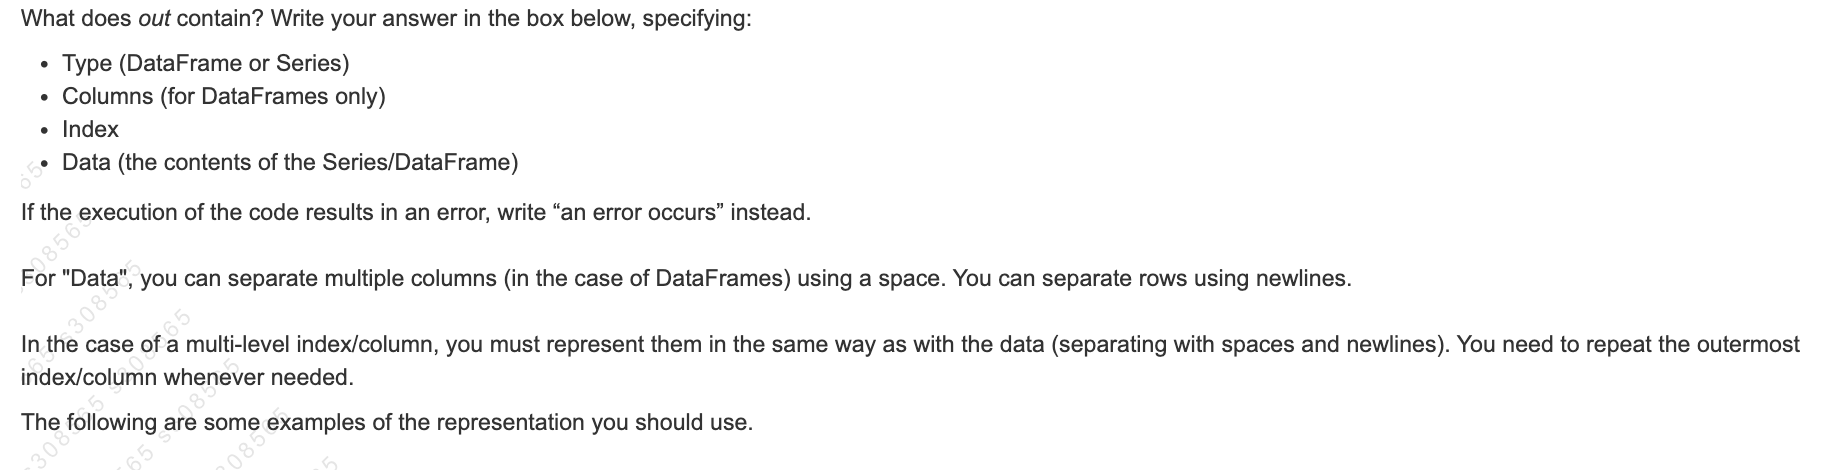 What does out contain? Write your answer in the box below, specifying:
• Type (DataFrame or Series)
• Columns (for DataFrames only)
• Index
• Data (the contents of the Series/DataFrame)
If the execution of the code results in an error, write “an error occurs” instead.
For "Data", you can separate multiple columns (in the case of DataFrames) using a space. You can separate rows using newlines.
In the case of a multi-level index/column, you must represent them in the same way as with the data (separating with spaces and newlines). You need to repeat the outermost
index/column whenever needed.
The following are some examples of the representation you should use.